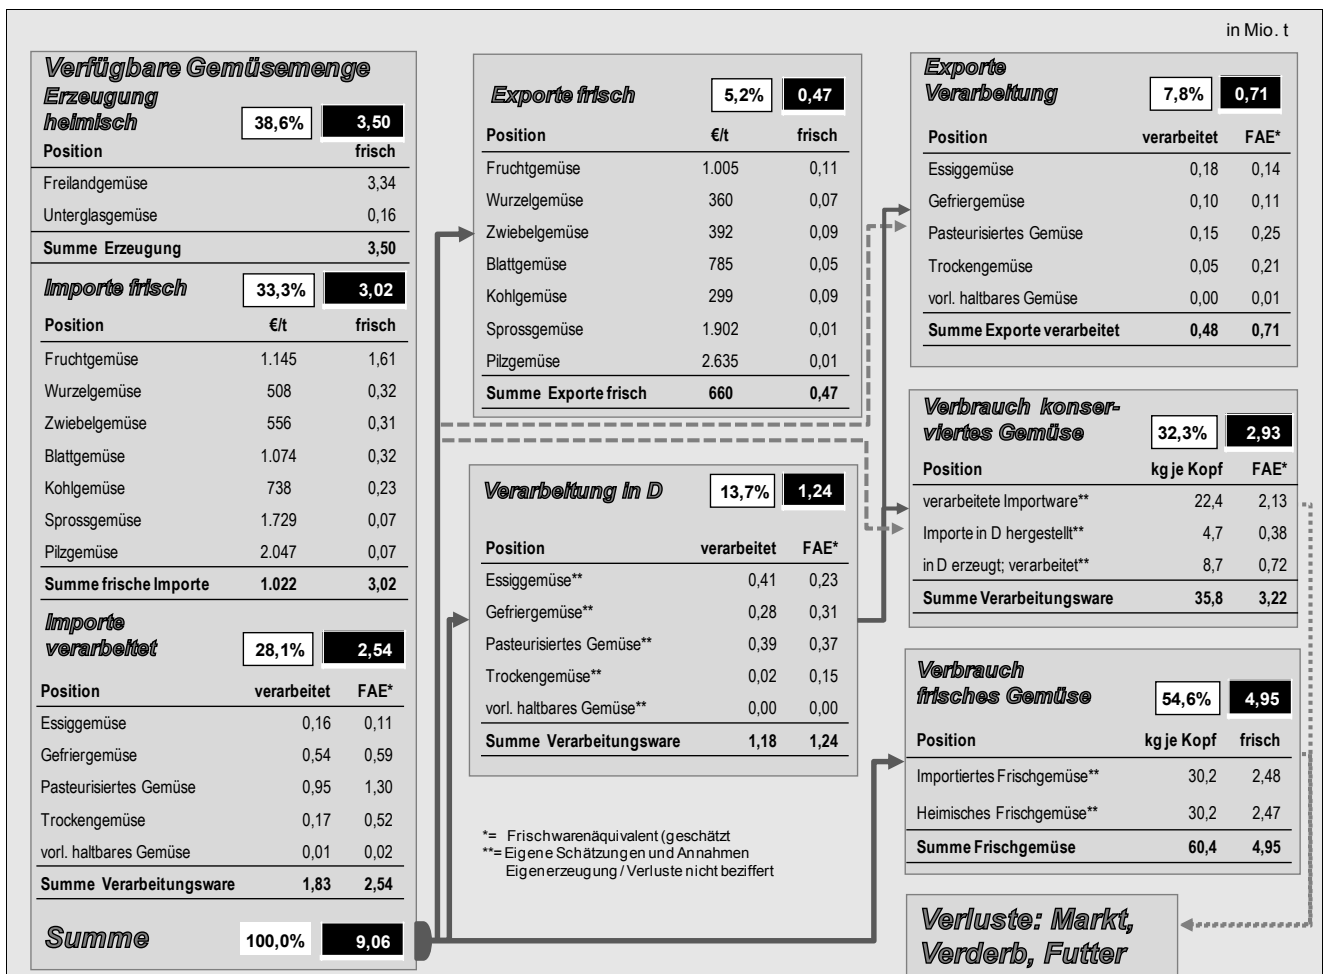 in Mio. t
Verfügbare Gemüsemenge
Erzeugung
heimisch 38,6% 3,50
Position frisch
Freilandgemüse 3,34
Unterglasgemüse 0,16
Summe Erzeugung 3,50
Importe frisch 33,3% 3,02
Position €/t frisch
Fruchtgemüse 1.145 1,61
Wurzelgemüse 508 0,32
Zwiebelgemüse 556 0,31
Blattgemüse 1.074 0,32
Kohlgemüse 738 0,23
Sprossgemüse 1.729 0,07
Pilzgemüse 2.047 0,07
Summe frische Importe 1.022 3,02
Importe
verarbeitet 28,1% 2,54
Position verarbeitet FAE*
Essiggemüse 0,16 0,11
Gefriergemüse 0,54 0,59
Pasteurisiertes Gemüse 0,95 1,30
Trockengemüse 0,17 0,52
vorl. haltbares Gemüse 0,01 0,02
Summe Verarbeitungsware 1,83 2,54
Summe 100,0% 9,06
Exporte frisch 5,2% 0,47
Position €/t frisch
Fruchtgemüse 1.005 0,11
Wurzelgemüse 360 0,07
Zwiebelgemüse 392 0,09
Blattgemüse 785 0,05
Kohlgemüse 299 0,09
Sprossgemüse 1.902 0,01
Pilzgemüse 2.635 0,01
Summe Exporte frisch 660 0,47
Verarbeitung in D 13,7% 1,24
Position verarbeitet FAE*
Essiggemüse** 0,41 0,23
Gefriergemüse** 0,28 0,31
Pasteurisiertes Gemüse** 0,39 0,37
Trockengemüse** 0,02 0,15
vorl. haltbares Gemüse** 0,00 0,00
Summe Verarbeitungsware 1,18 1,24
*= Frischwarenäquivalent (geschätzt
**= Eigene Schätzungen und Annahmen
Eigenerzeugung / Verluste nicht beziffert
Exporte
Verarbeitung 7,8% 0,71
Position verarbeitet FAE*
Essiggemüse 0,18 0,14
Gefriergemüse 0,10 0,11
Pasteurisiertes Gemüse 0,15 0,25
Trockengemüse 0,05 0,21
vorl. haltbares Gemüse 0,00 0,01
Summe Exporte verarbeitet 0,48 0,71
Verbrauch konser-
viertes Gemüse 32,3% 2,93
Position kg je Kopf FAE*
verarbeitete Importware** 22,4 2,13
Importe in D hergestellt** 4,7 0,38
in D erzeugt; verarbeitet** 8,7 0,72
Summe Verarbeitungsware 35,8 3,22
Verbrauch
frisches Gemüse 54,6% 4,95
Position kg je Kopf frisch
Importiertes Frischgemüse** 30,2 2,48
Heimisches Frischgemüse** 30,2 2,47
Summe Frischgemüse 60,4 4,95
Verluste: Markt,
Verderb, Futter